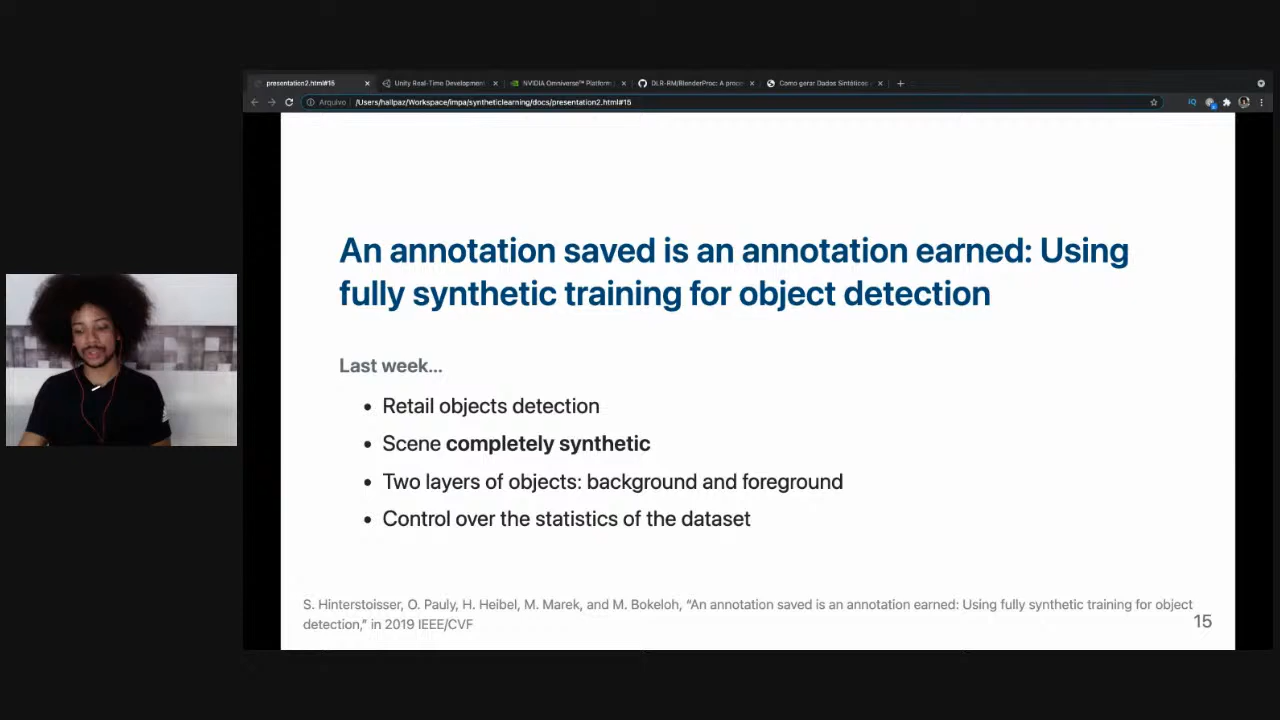 presentation2.html#15
Unity Real-Time Development
NVIDIA Omniverse™ Platform
DLR-RM/BlenderProc: A proce
Como gerar Dados Sintéticos
Arquivo /Users/hallpaz/Workspace/impa/syntheticlearning/docs/presentation2.html#15
An annotation saved is an annotation earned: Using
fully synthetic training for object detection
Last week...
• Retail objects detection
• Scene completely synthetic
• Two layers of objects: background and foreground
• Control over the statistics of the dataset
S. Hinterstoisser, O. Pauly, H. Heibel, M. Marek, and M. Bokeloh, “An annotation saved is an annotation earned: Using fully synthetic training for object
detection,” in 2019 IEEE/CVF
15